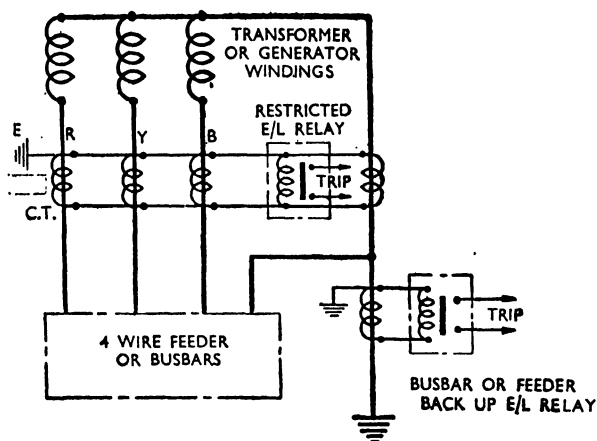 TRANSFORMER
OR GENERATOR
WINDINGS
RESTRICTED
E/L RELAY
E
R
Y
B
TRIP
C.T.
4 WIRE FEEDER
OR BUSBARS
TRIP
BUSBAR OR FEEDER
BACK UP E/L RELAY